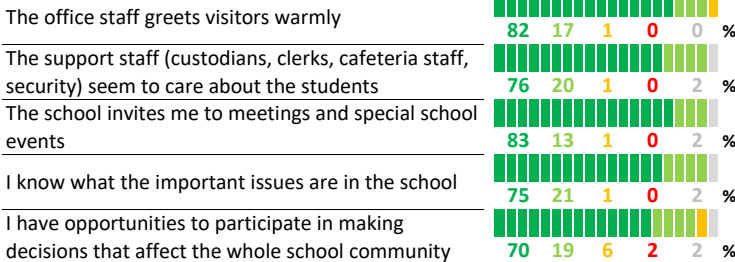 The office staff greets visitors warmly
82 17 1 0 0 %
The support staff (custodians, clerks, cafeteria staff,
security) seem to care about the students
76 20 1 0 2 %
The school invites me to meetings and special school
events
83 13 1 0 2 %
I know what the important issues are in the school
75 21 1 0 2 %
I have opportunities to participate in making
decisions that affect the whole school community
70 19 6 2 2 %